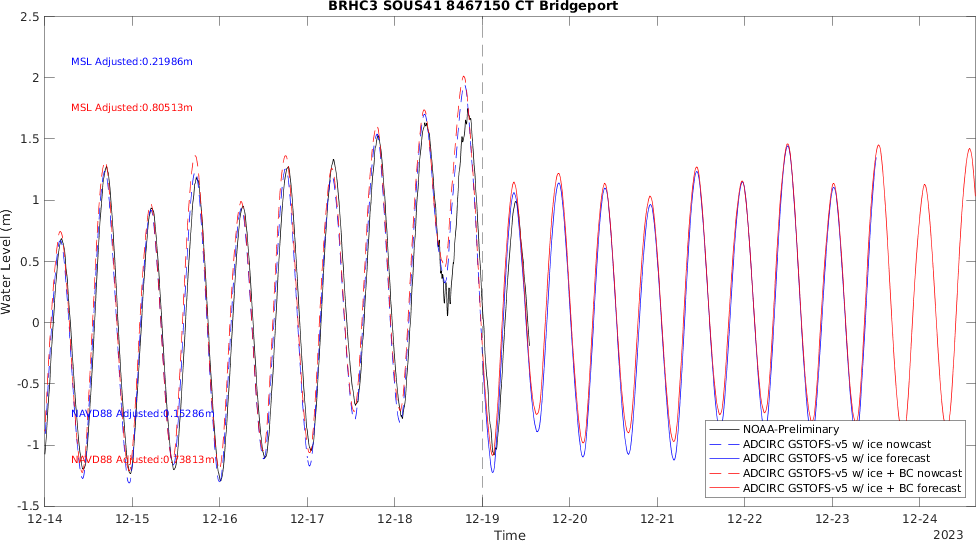 BRHC3 SOUS41 8467150 CT Bridgeport
2.5
2
1.5
1
0.5
0
-0.5
-1
-1.5
Water Level (m)
MSL Adjusted:0.21986m
MSL Adjusted:0.80513m
NAVD88 Adjusted:0.15286m
NAVD88 Adjusted:0.73813m
NOAA-Preliminary
ADCIRC GSTOFS-v5 w/ ice nowcast
ADCIRC GSTOFS-v5 w/ ice forecast
ADCIRC GSTOFS-v5 w/ ice + BC nowcast
ADCIRC GSTOFS-v5 w/ ice + BC forecast
12-14 12-15 12-16 12-17 12-18 12-19 12-20 12-21 12-22 12-23 12-24
Time
2023